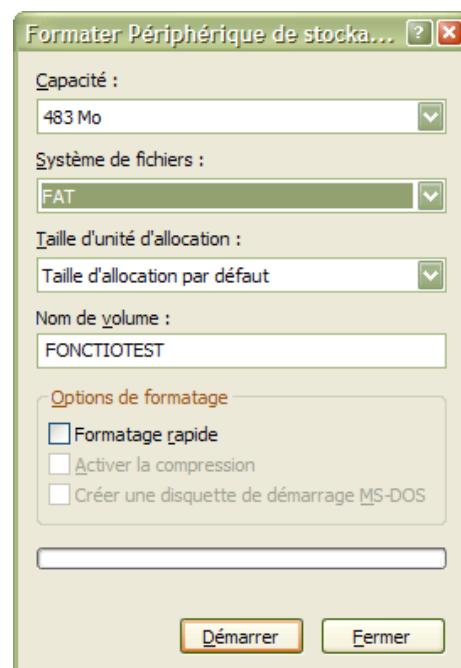 Formater Périphérique de stocka...
Capacité :
483 Mo
Système de fichiers :
FAT
Taille d'unité d'allocation :
Taille d'allocation par défaut
Nom de volume :
FONCTIOTEST
Options de formatage
Formatage rapide
Activer la compression
Créer une disquette de démarrage MS-DOS
Démarrer Fermer